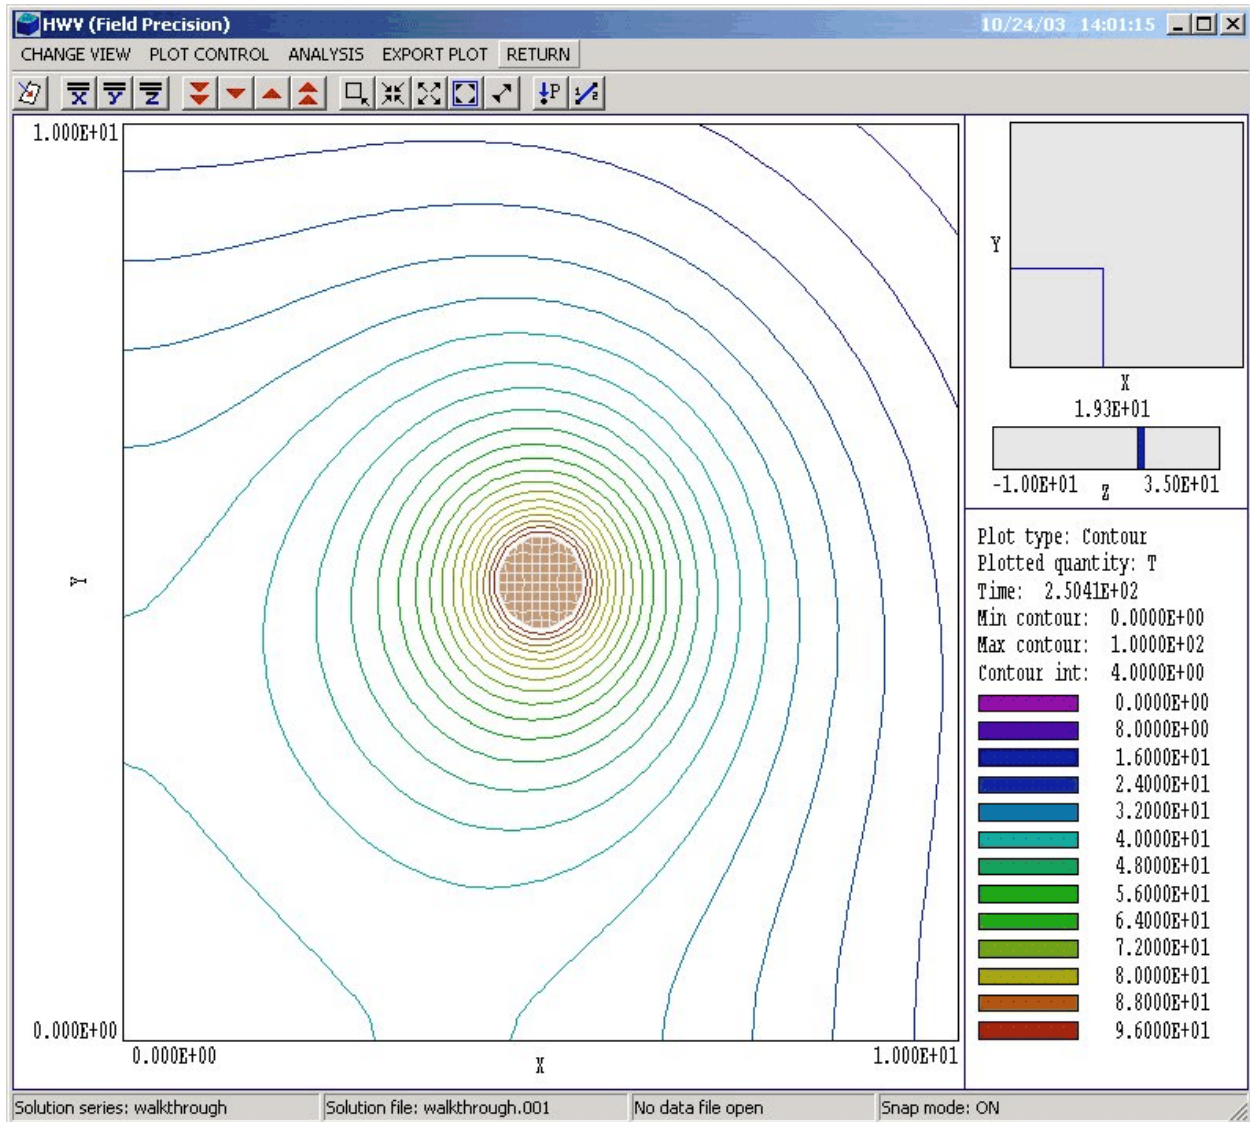 HWV (Field Precision)
10/24/03 14:01:15
CHANGE VIEW PLOT CONTROL ANALYSIS EXPORT PLOT RETURN
X Y Z P 1/2
1.000E+01
Y
0.000E+00
0.000E+00
X
1.000E+01
Y
X
1.93E+01
-1.00E+01 Z 3.50E+01
Plot type: Contour
Plotted quantity: T
Time: 2.5041E+02
Min contour: 0.0000E+00
Max contour: 1.0000E+02
Contour int: 4.0000E+00
0.0000E+00
8.0000E+00
1.6000E+01
2.4000E+01
3.2000E+01
4.0000E+01
4.8000E+01
5.6000E+01
6.4000E+01
7.2000E+01
8.0000E+01
8.8000E+01
9.6000E+01
Solution series: walkthrough
Solution file: walkthrough.001
No data file open
Snap mode: ON